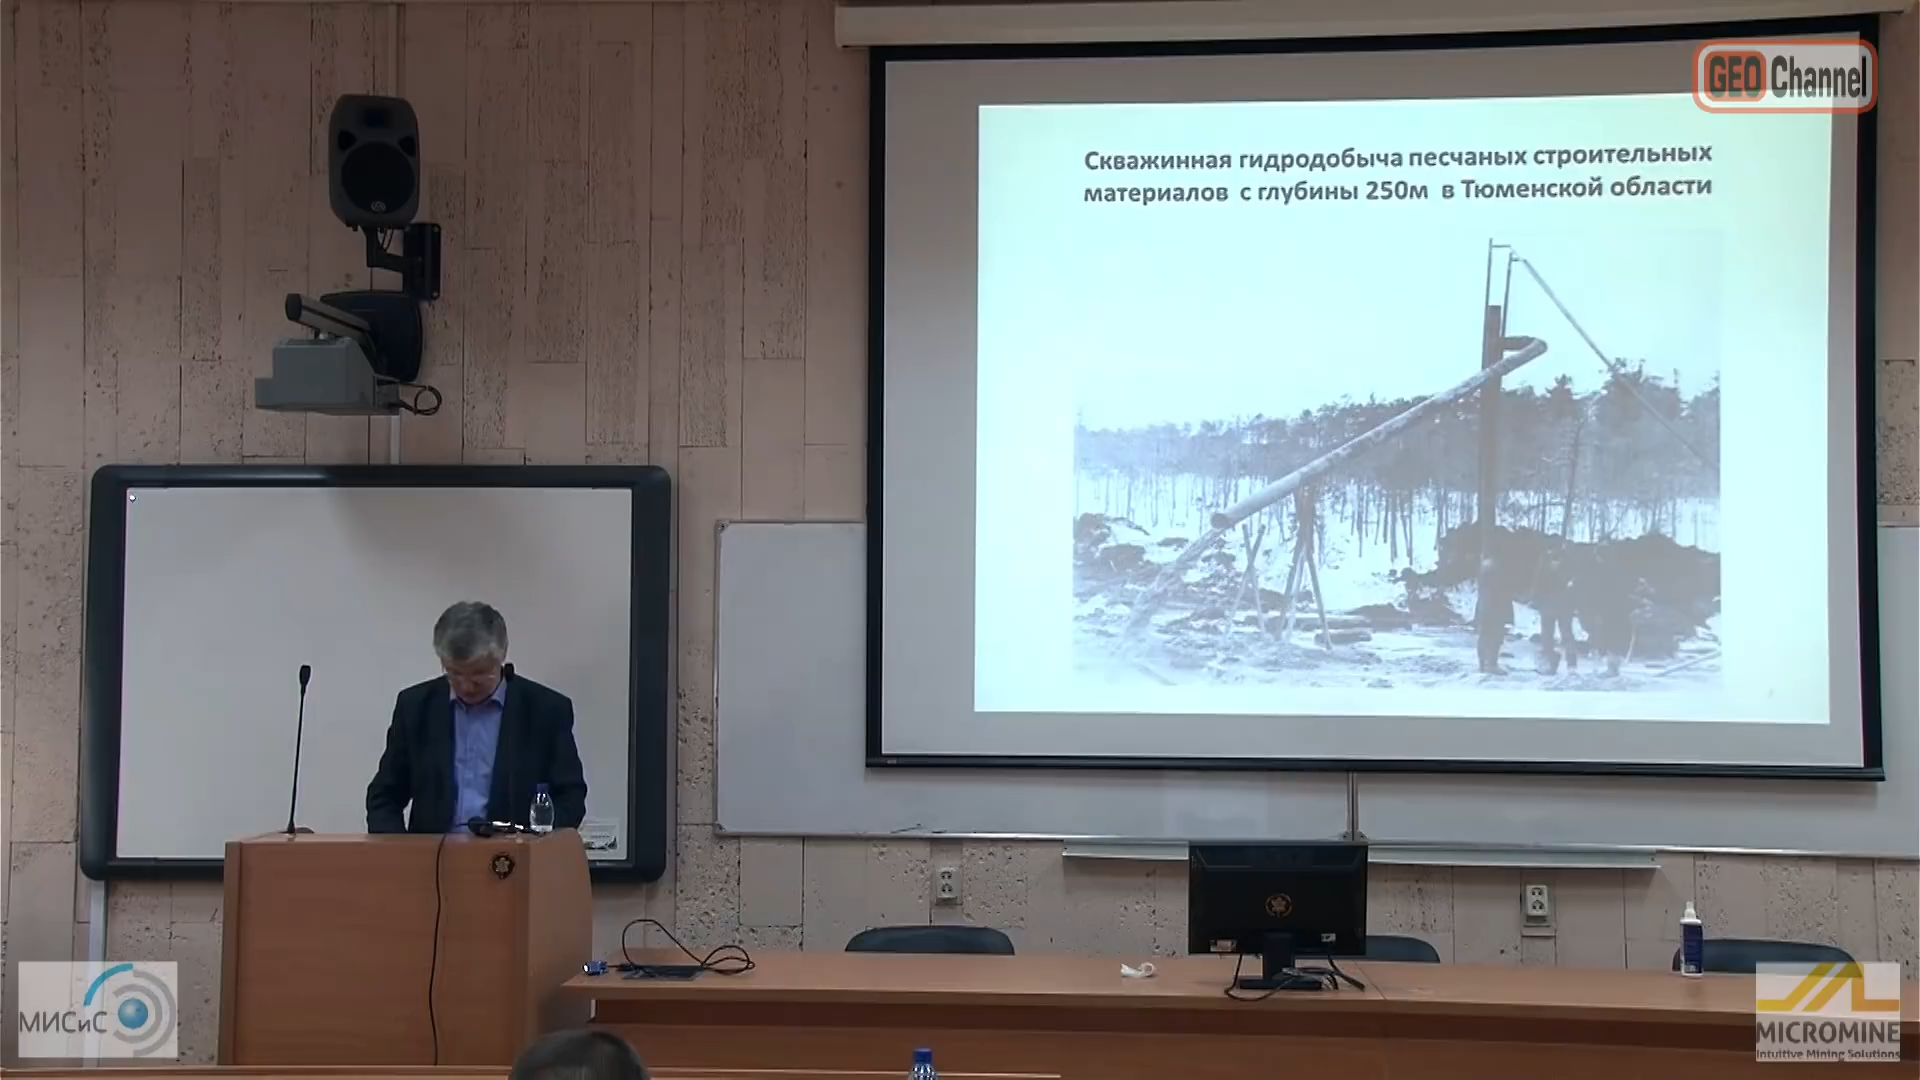 GEO Channel
Скважинная гидродобыча песчаных строительных
материалов с глубины 250м в Тюменской области
МИСиС
MICROMINE
Intuitive Mining Solutions